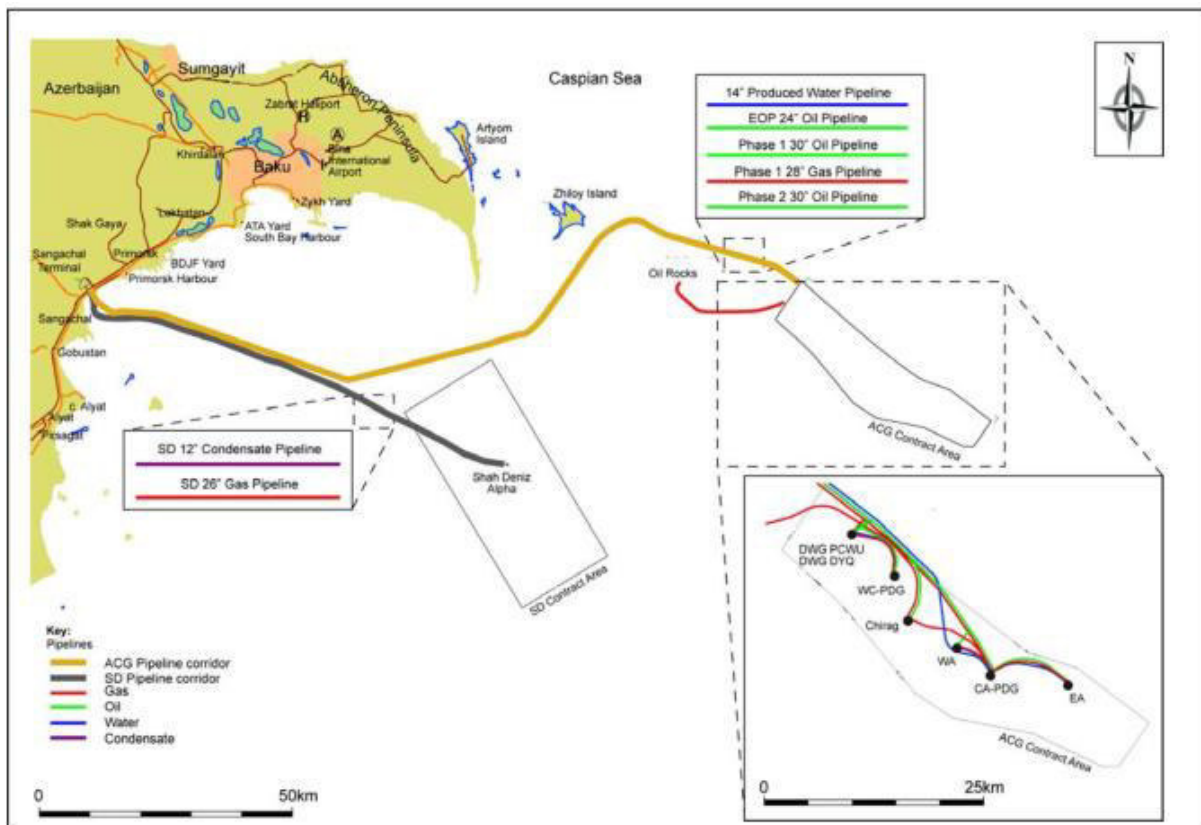 Sumgayit
Azerbaijan
Absheron Peninsula
Zabrat Heliport
H
A
Bina
International
Airport
Artyom
Island
Khirdalan
Baku
Lokbatan
Zykh Yard
Shak Gaya
ATA Yard
South Bay Harbour
Sangachal
Terminal
Primorsk
BDJF Yard
Primorsk Harbour
Sangachal
Gobustan
c. Alyat
Alyat
Pirsagat
Caspian Sea
Zhiloy Island
Oil Rocks
14" Produced Water Pipeline
EOP 24" Oil Pipeline
Phase 1 30" Oil Pipeline
Phase 1 28" Gas Pipeline
Phase 2 30" Oil Pipeline
N
ACG Contract Area
SD 12" Condensate Pipeline
SD 26" Gas Pipeline
Shah Deniz
Alpha
SD Contract Area
DWG PCWU
DWG DYQ
WC-PDG
Chirag
WA
CA-PDG
EA
ACG Contract Area
0 25km
Key:
Pipelines
ACG Pipeline corridor
SD Pipeline corridor
Gas
Oil
Water
Condensate
0 50km